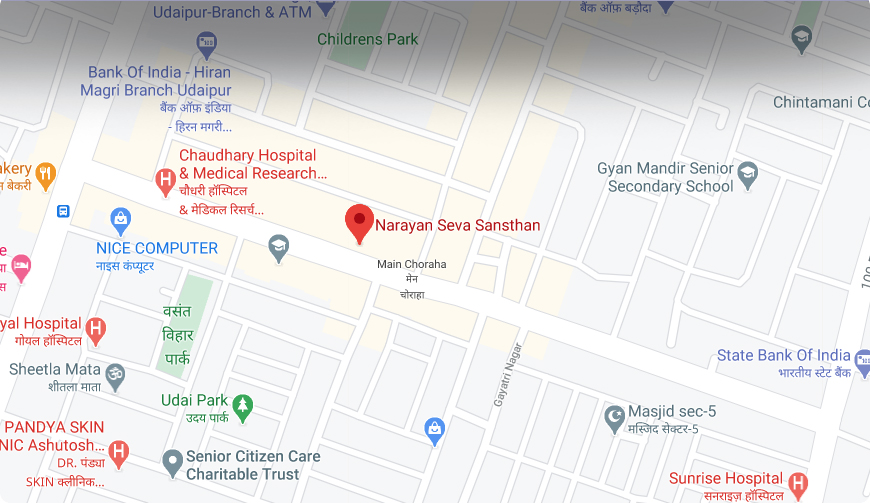 Udaipur-Branch & ATM
बैंक ऑफ़ बड़ौदा
Childrens Park
Bank Of India - Hiran
Magri Branch Udaipur
बैंक ऑफ़ इंडिया
- हिरन मगरी...
Chintamani Co
Chaudhary Hospital
& Medical Research...
चौधरी हॉस्पिटल
& मेडिकल रिसर्च...
akery
बेकरी
Gyan Mandir Senior
Secondary School
Narayan Seva Sansthan
NICE COMPUTER
नाइस कंप्यूटर
Main Choraha
मेन
चोराहा
वसंत
विहार
पार्क
yal Hospital
गोयल हॉस्पिटल
Gayatri Nagar
State Bank Of India
भारतीय स्टेट बैंक
Sheetla Mata
शीतला माता
Udai Park
उदय पार्क
Masjid sec-5
मस्जिद सेक्टर-5
PANDYA SKIN
NIC Ashutosh...
DR. पंड्या
SKIN क्लीनिक...
Senior Citizen Care
Charitable Trust
Sunrise Hospital
सनराइज़ हॉस्पिटल